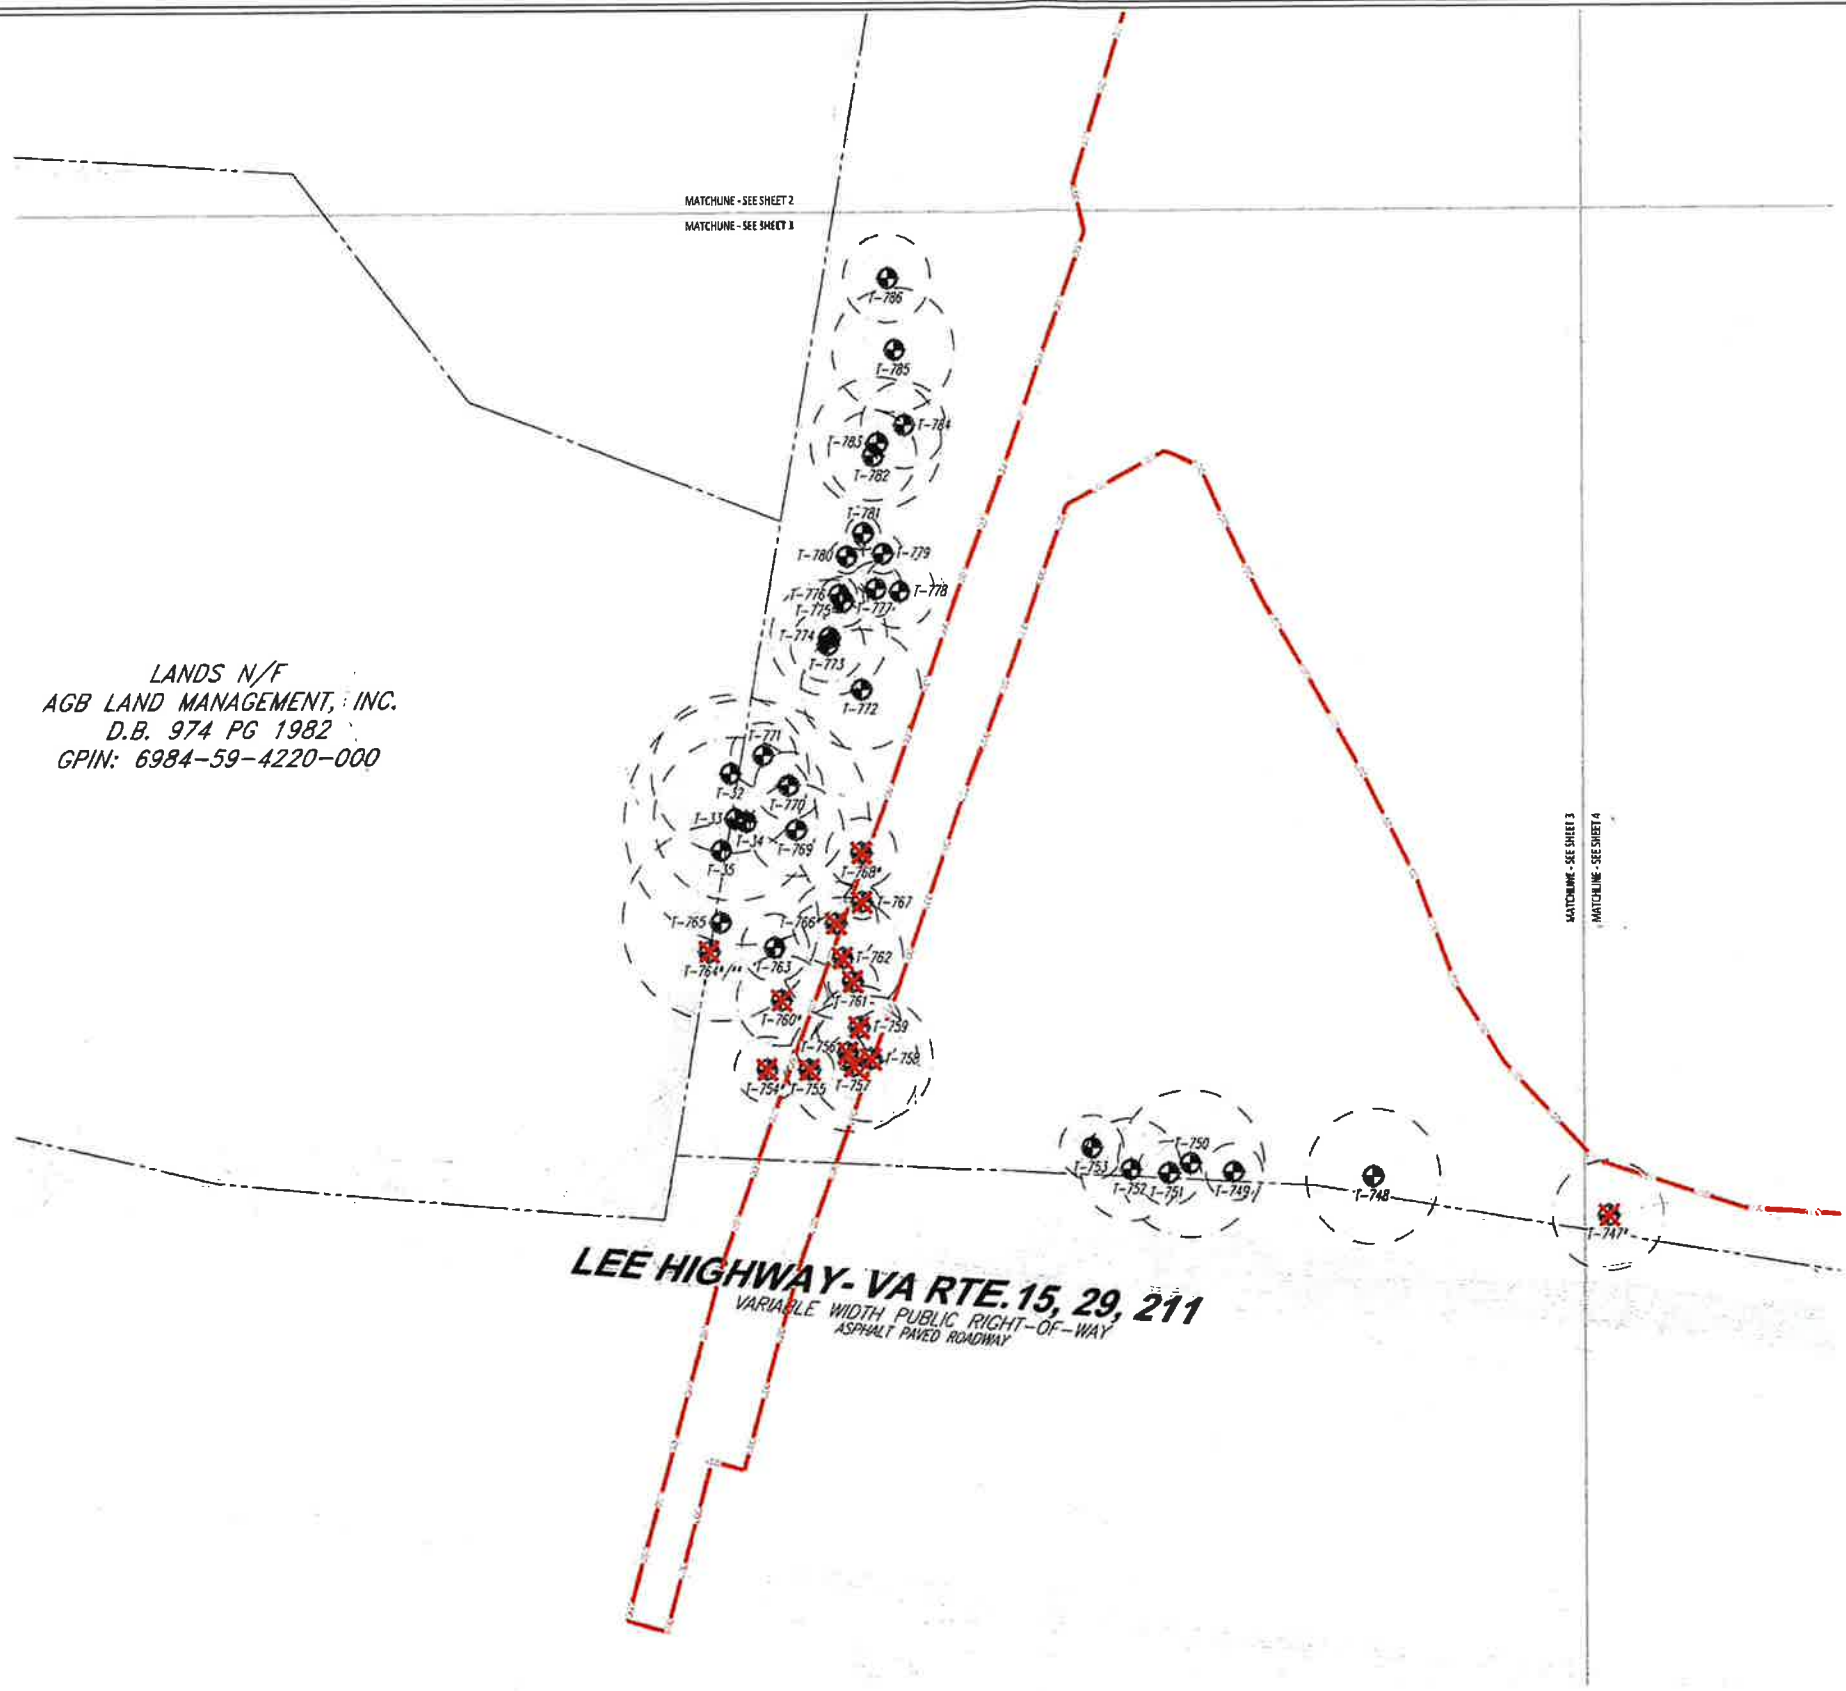 MATCHLINE - SEE SHEET 2
MATCHLINE - SEE SHEET 3
T-786
T-785
T-784
T-783
T-782
T-781
T-780
T-779
T-776
T-778
T-775
T-777
T-774
T-773
LANDS N/F
AGB LAND MANAGEMENT, INC.
D.B. 974 PG 1982
GPIN: 6984-59-4220-000
T-772
T-771
T-32
T-770
T-33
T-34
T-769
T-35
T-768*
MATCHLINE - SEE SHEET 3
MATCHLINE - SEE SHEET 4
T-767
T-765
T-766*
T-762
T-764*/**
T-763
T-761
T-760*
T-759
T-756
T-758
T-754*
T-755
T-757
T-750
T-753
T-752
T-751
T-749
T-748
T-747*
LEE HIGHWAY- VA RTE.15, 29, 211
VARIABLE WIDTH PUBLIC RIGHT-OF-WAY
ASPHALT PAVED ROADWAY